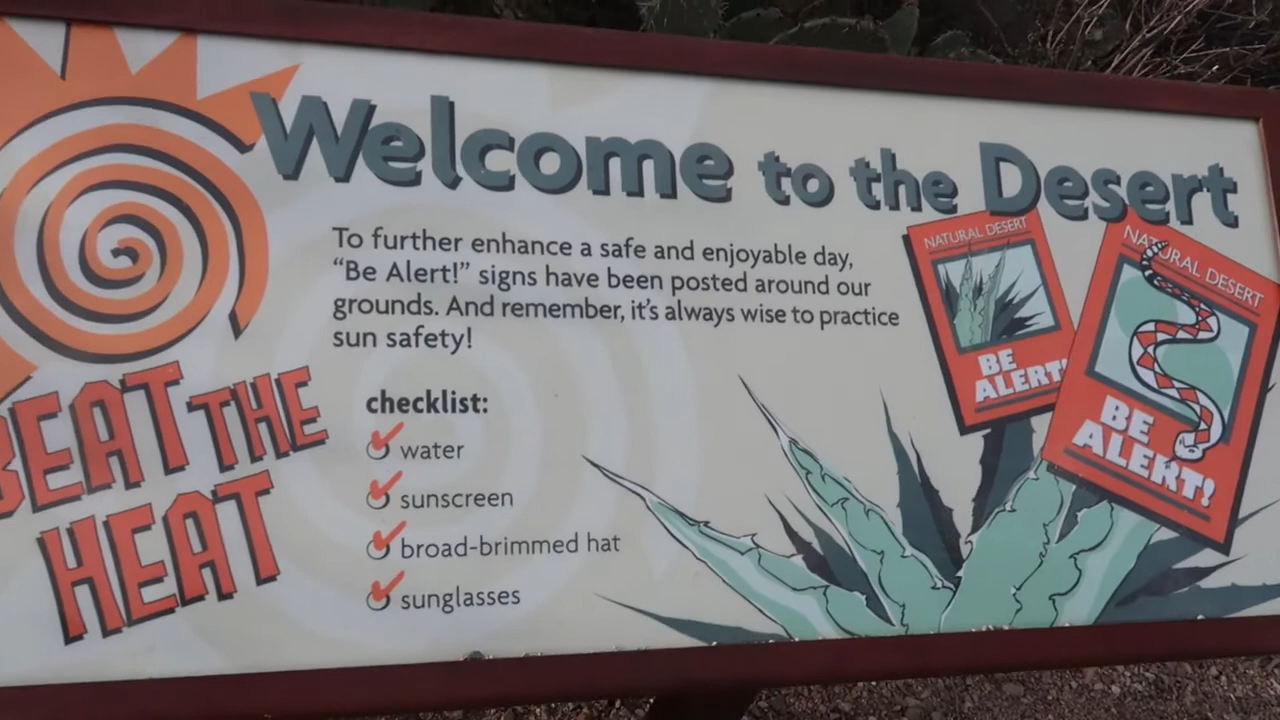 Welcome to the Desert
To further enhance a safe and enjoyable day,
“Be Alert!” signs have been posted around our
grounds. And remember, it's always wise to practice
sun safety!
checklist:
water
sunscreen
broad-brimmed hat
sunglasses
BEAT THE
HEAT
NATURAL DESERT
BE
ALERT!
NATURAL DESERT
BE
ALERT!